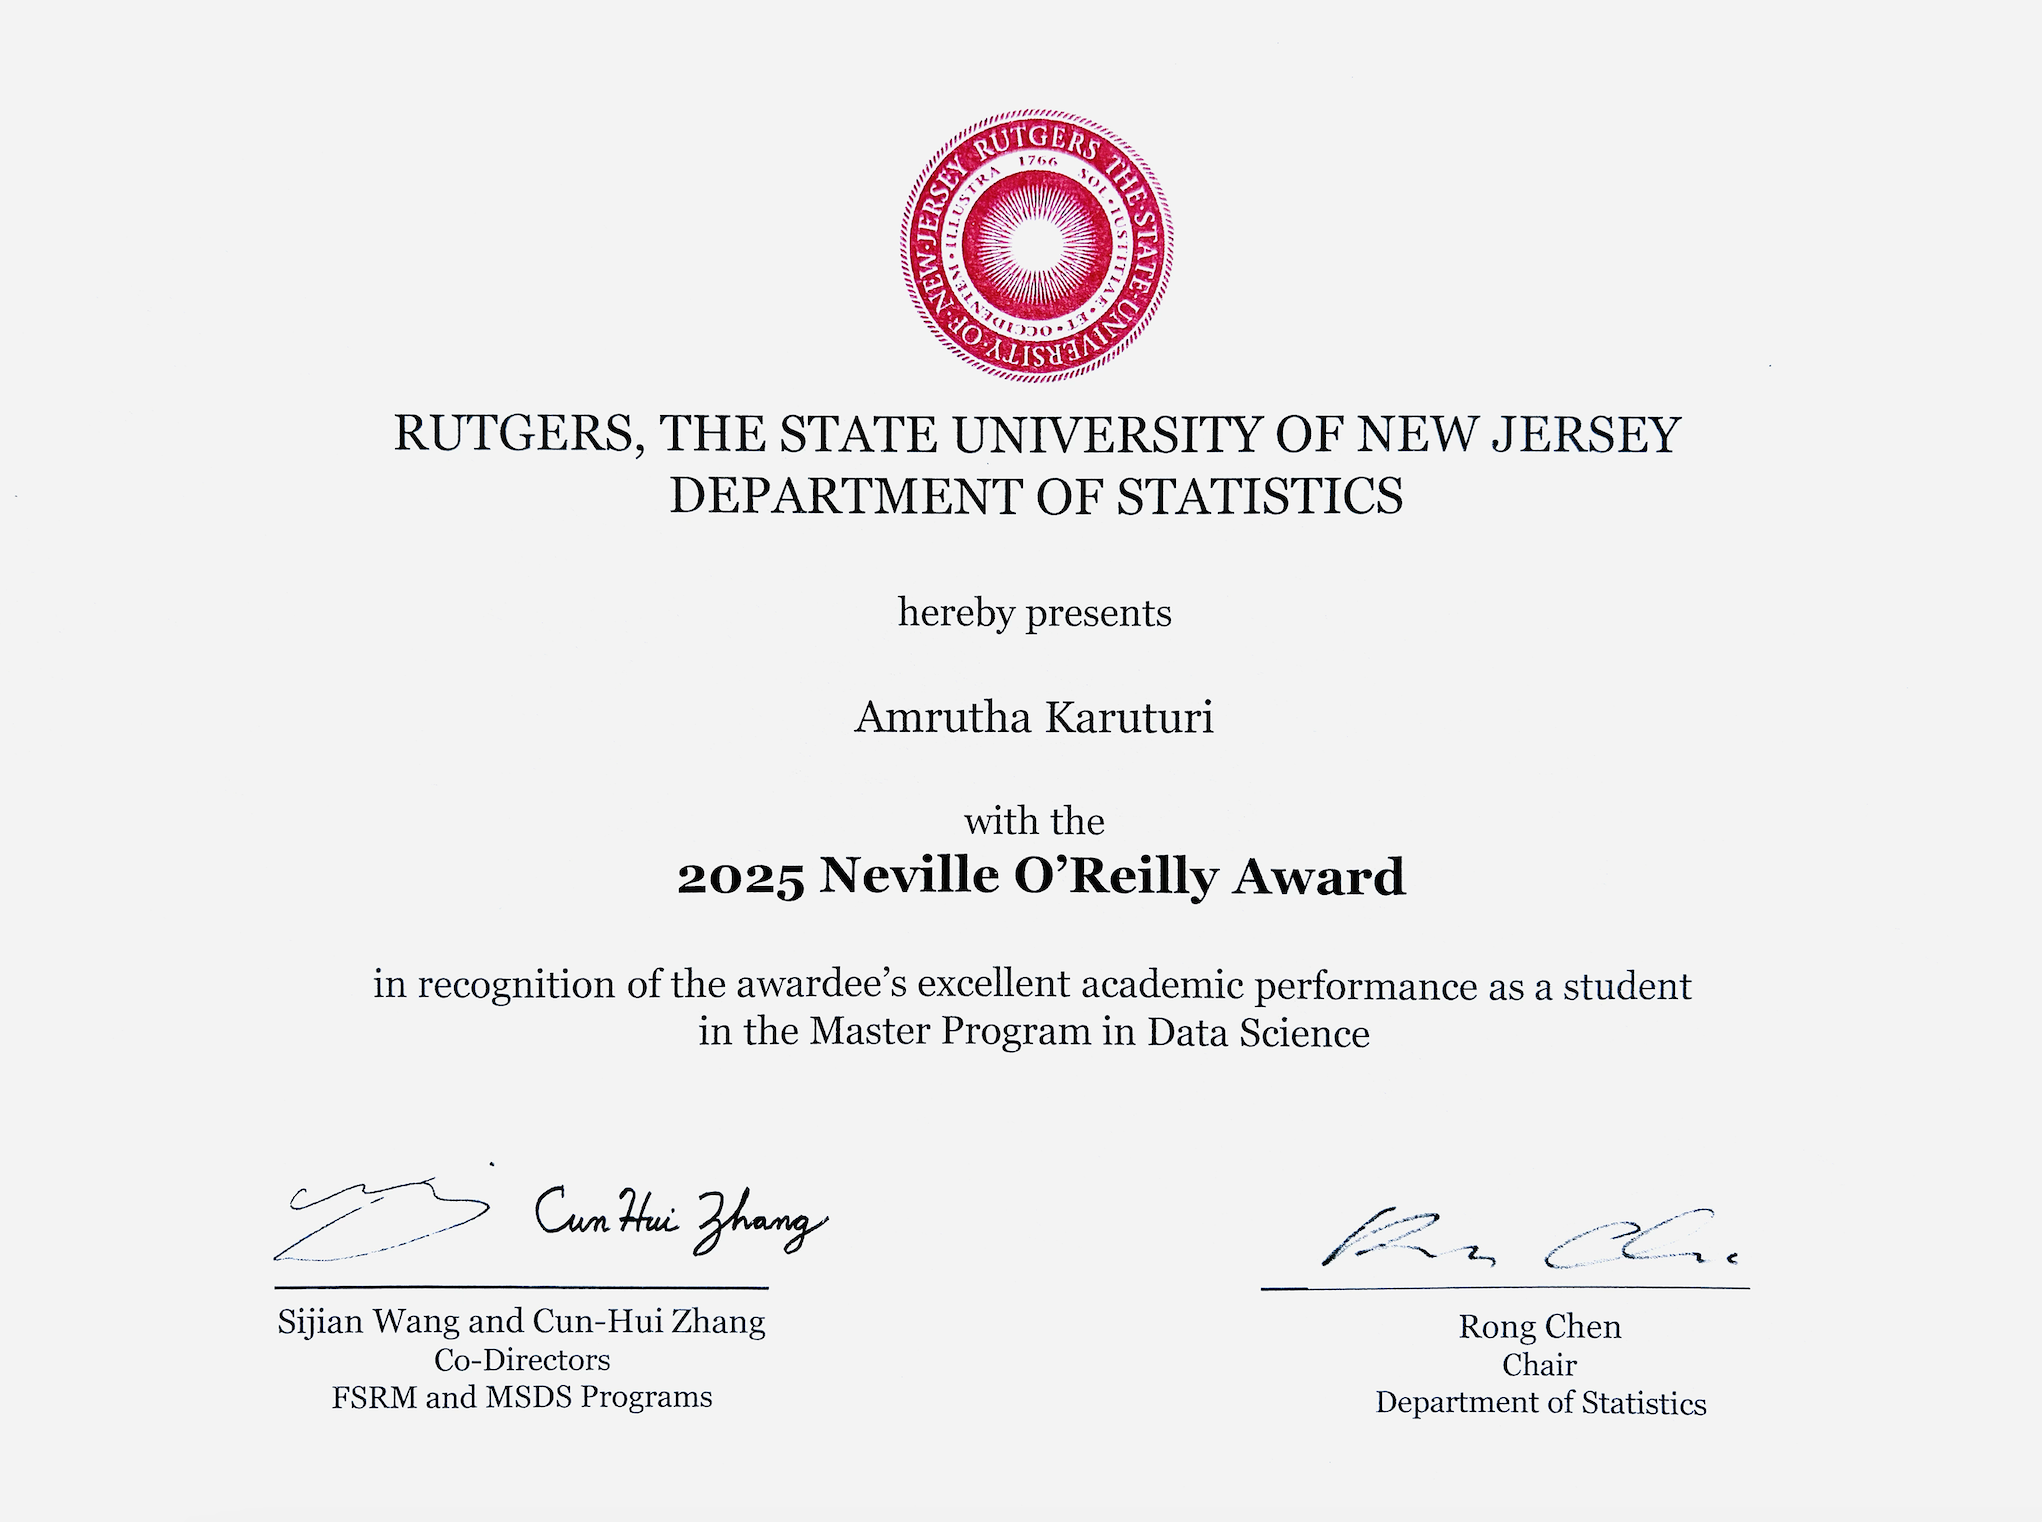 RUTGERS THE·STATE·UNIVERSITY·OF·NEW·JERSEY
1766
SOL·IUSTITIAE·ET·OCCIDENTEM·ILLUSTRA
RUTGERS, THE STATE UNIVERSITY OF NEW JERSEY
DEPARTMENT OF STATISTICS
hereby presents
Amrutha Karuturi
with the
2025 Neville O’Reilly Award
in recognition of the awardee’s excellent academic performance as a student
in the Master Program in Data Science
Cun Hui Zhang
Sijian Wang and Cun-Hui Zhang
Co-Directors
FSRM and MSDS Programs
Rong Chen
Chair
Department of Statistics